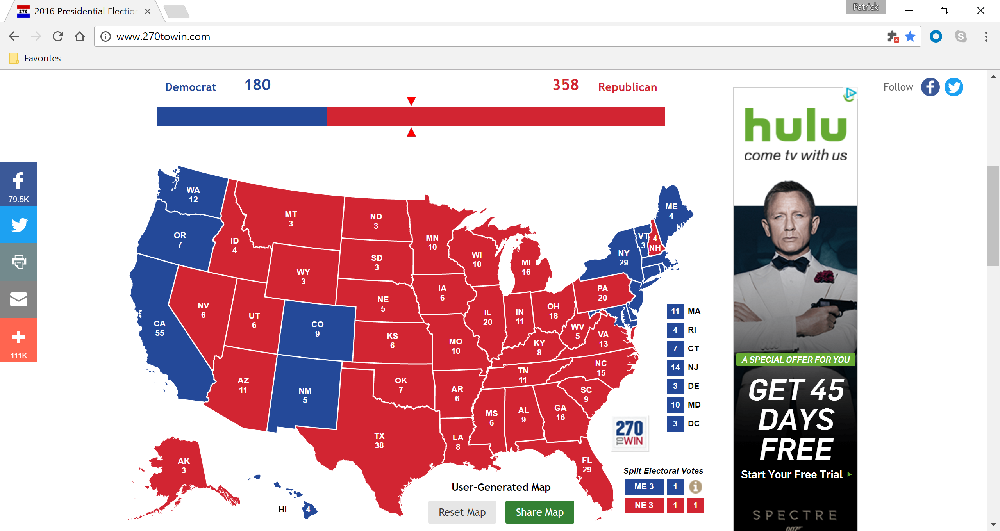 2016 Presidential Election
Patrick
www.270towin.com
Favorites
Democrat 180 358 Republican
Follow
79.5K
111K
WA
12
OR
7
CA
55
ID
4
NV
6
MT
3
WY
3
UT
6
AZ
11
CO
9
NM
5
ND
3
SD
3
NE
5
KS
6
OK
7
TX
38
MN
10
IA
6
MO
10
AR
6
LA
8
WI
10
IL
20
MI
16
IN
11
OH
18
KY
8
TN
11
MS
6
AL
9
GA
16
FL
29
SC
9
NC
15
VA
13
WV
5
PA
20
NY
29
VT
3
4
NH
ME
4
AK
3
HI 4
11 MA
4 RI
7 CT
14 NJ
3 DE
10 MD
3 DC
270
TO WIN
Split Electoral Votes
ME 3 1
NE 3 1 1
User-Generated Map
Reset Map Share Map
hulu
come tv with us
A SPECIAL OFFER FOR YOU
GET 45
DAYS
FREE
Start Your Free Trial
SPECTRE
007